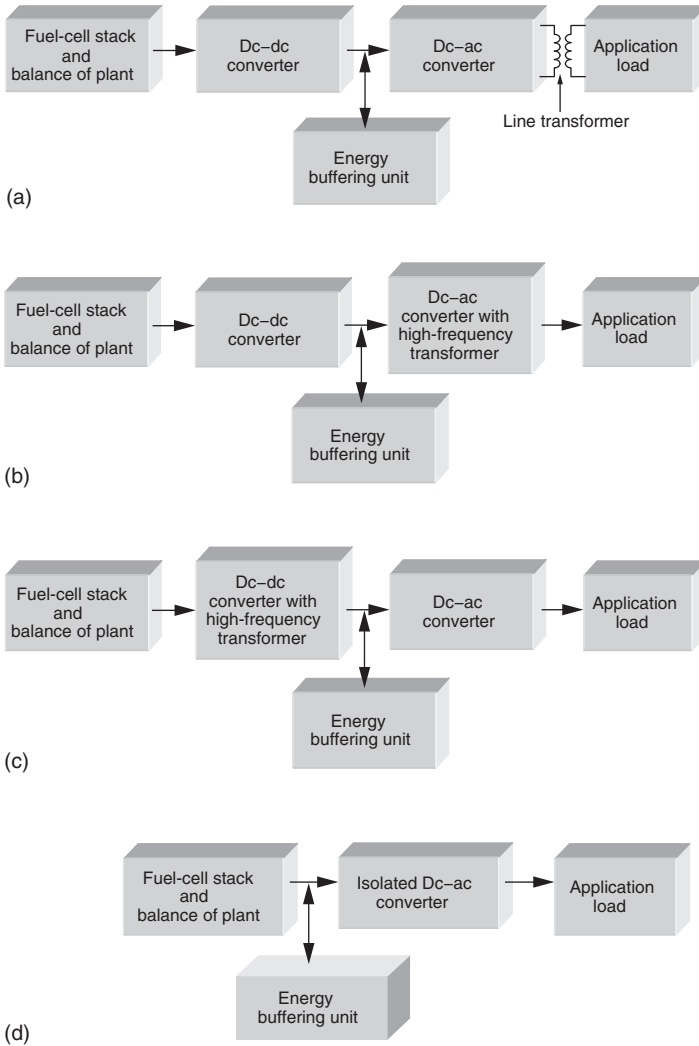 Fuel-cell stack
and
balance of plant
Dc–dc
converter
Dc–ac
converter
Application
load
Line transformer
Energy
buffering unit
(a)
Fuel-cell stack
and
balance of plant
Dc–dc
converter
Dc–ac
converter with
high-frequency
transformer
Application
load
Energy
buffering unit
(b)
Fuel-cell stack
and
balance of plant
Dc–dc
converter with
high-frequency
transformer
Dc–ac
converter
Application
load
Energy
buffering unit
(c)
Fuel-cell stack
and
balance of plant
Isolated Dc–ac
converter
Application
load
Energy
buffering unit
(d)